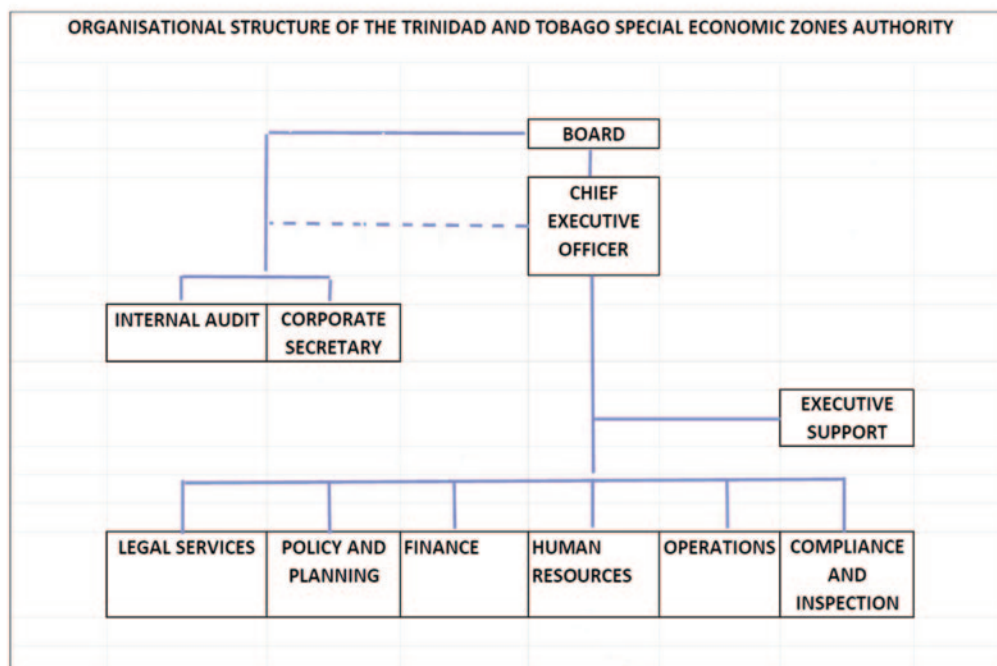 ORGANISATIONAL STRUCTURE OF THE TRINIDAD AND TOBAGO SPECIAL ECONOMIC ZONES AUTHORITY
BOARD
CHIEF
EXECUTIVE
OFFICER
INTERNAL AUDIT
CORPORATE
SECRETARY
EXECUTIVE
SUPPORT
LEGAL SERVICES
POLICY AND
PLANNING
FINANCE
HUMAN
RESOURCES
OPERATIONS
COMPLIANCE
AND
INSPECTION